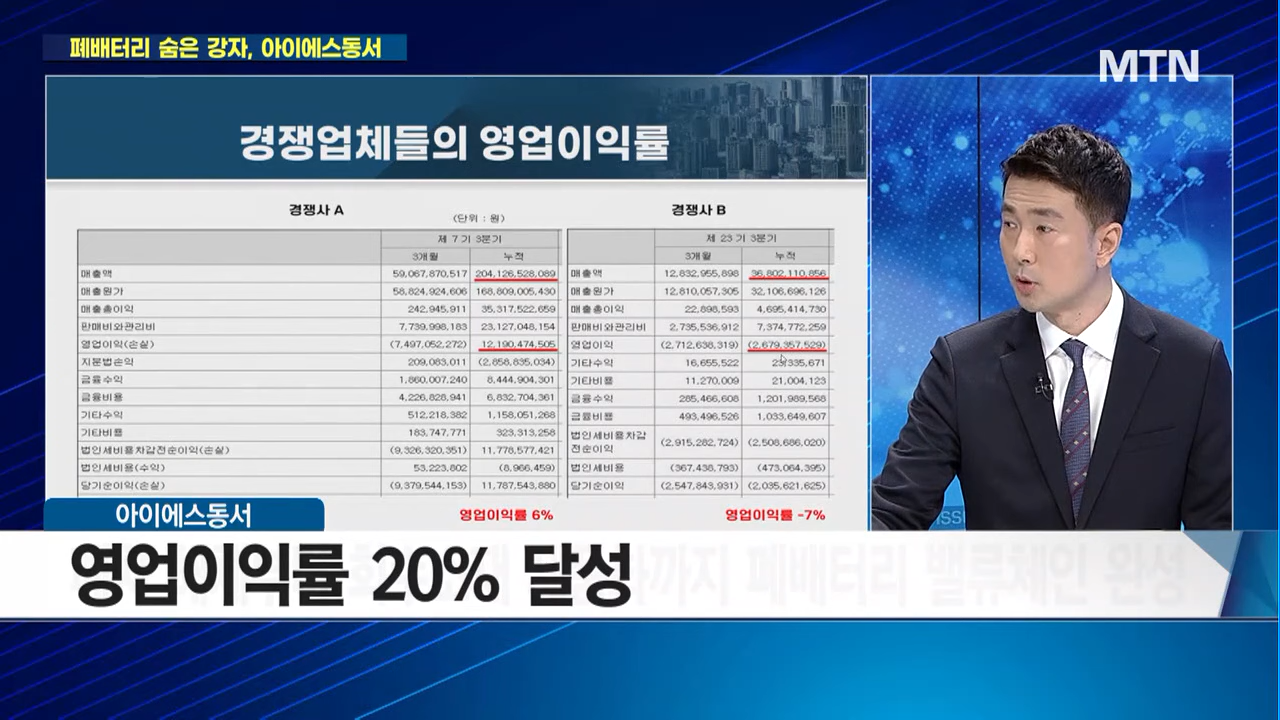 폐배터리 숨은 강자, 아이에스동서
MTN
경쟁업체들의 영업이익률
경쟁사 A
(단위 : 원)
제 7 기 3분기
3개월 누적
매출액 59,067,870,517 204,126,528,089
매출원가 58,824,924,606 168,809,005,430
매출총이익 242,945,911 35,317,522,659
판매비와관리비 7,739,998,183 23,127,048,154
영업이익(손실) (7,497,052,272) 12,190,474,505
지분법손익 209,083,011 (2,858,835,034)
금융수익 1,860,007,240 8,444,904,301
금융비용 4,226,828,941 6,832,704,361
기타수익 512,218,382 1,158,051,268
기타비용 183,747,771 323,313,258
법인세비용차감전순이익(손실) (9,326,320,351) 11,778,577,421
법인세비용(수익) 53,223,802 (8,966,459)
당기순이익(손실) (9,379,544,153) 11,787,543,880
영업이익률 6%
경쟁사 B
제 23 기 3분기
3개월 누적
매출액 12,832,955,898 36,802,110,856
매출원가 12,810,057,305 32,106,696,126
매출총이익 22,898,593 4,695,414,730
판매비와관리비 2,735,536,912 7,374,772,259
영업이익 (2,712,638,319) (2,679,357,529)
기타수익 16,655,522
기타비용 11,270,009 21,004,123
금융수익 285,466,608 1,201,989,568
금융비용 493,496,526 1,033,649,607
법인세비용차감
전순이익 (2,915,282,724) (2,508,686,020)
법인세비용 (367,438,793) (473,064,395)
당기순이익 (2,547,843,931) (2,035,621,625)
영업이익률 -7%
아이에스동서
영업이익률 20% 달성